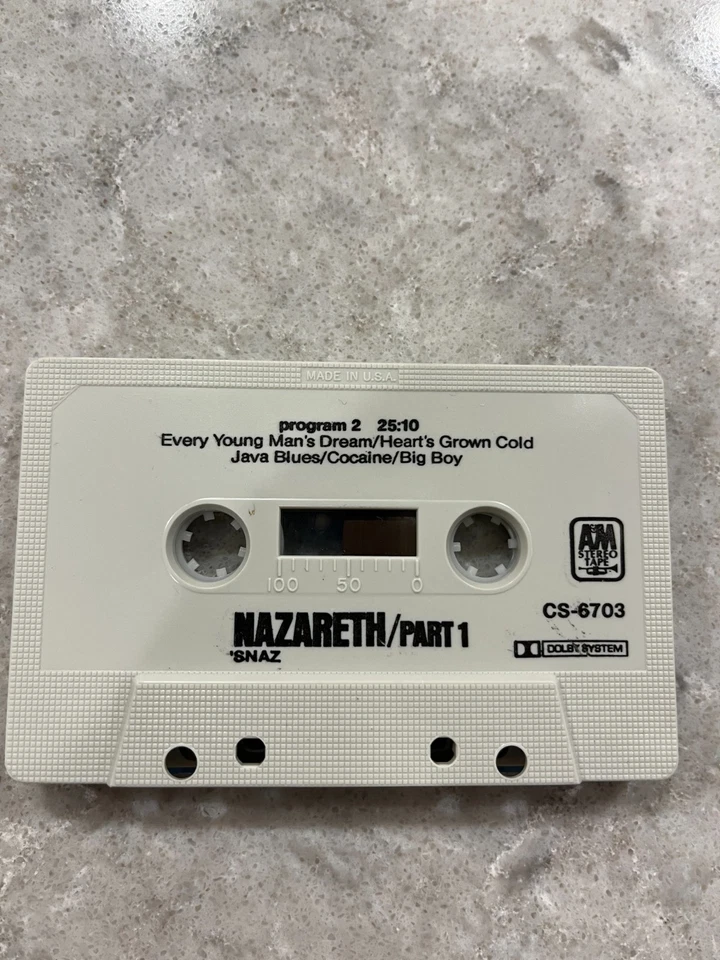 MADE IN U.S.A.
program 2 25:10
Every Young Man's Dream/Heart's Grown Cold
Java Blues/Cocaine/Big Boy
100 50 0
AM
STEREO
TAPE
CS-6703
NAZARETH/PART 1
'SNAZ
DOLBY SYSTEM